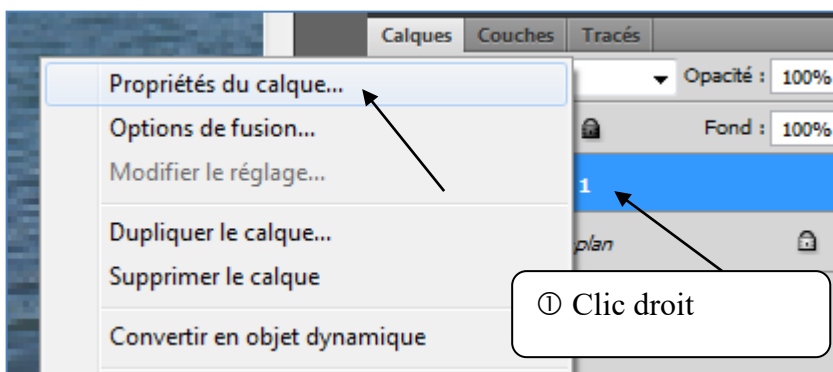 Calques Couches Tracés
Propriétés du calque...
Opacité : 100%
Options de fusion...
Fond : 100%
Modifier le réglage...
1
Dupliquer le calque...
plan
Supprimer le calque
① Clic droit
Convertir en objet dynamique